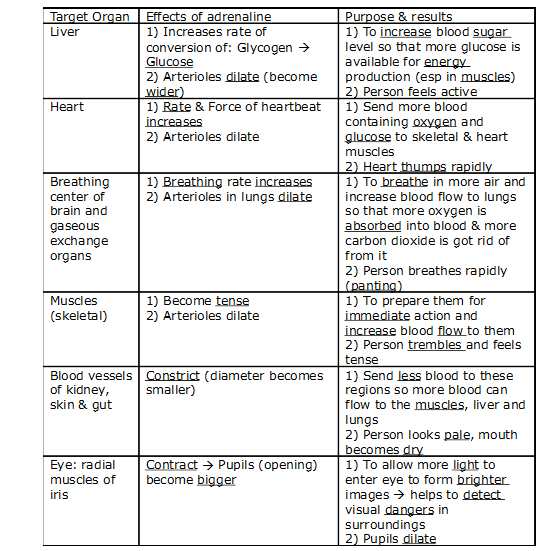 Target Organ
Effects of adrenaline
Purpose & results
Liver
1) Increases rate of
conversion of: Glycogen →
Glucose
2) Arterioles dilate (become
wider)
1) To increase blood sugar
level so that more glucose is
available for energy
production (esp in muscles)
2) Person feels active
Heart
1) Rate & Force of heartbeat
increases
2) Arterioles dilate
1) Send more blood
containing oxygen and
glucose to skeletal & heart
muscles
2) Heart thumps rapidly
Breathing
center of
brain and
gaseous
exchange
organs
1) Breathing rate increases
2) Arterioles in lungs dilate
1) To breathe in more air and
increase blood flow to lungs
so that more oxygen is
absorbed into blood & more
carbon dioxide is got rid of
from it
2) Person breathes rapidly
(panting)
Muscles
(skeletal)
1) Become tense
2) Arterioles dilate
1) To prepare them for
immediate action and
increase blood flow to them
2) Person trembles and feels
tense
Blood vessels
of kidney,
skin & gut
Constrict (diameter becomes
smaller)
1) Send less blood to these
regions so more blood can
flow to the muscles, liver and
lungs
2) Person looks pale, mouth
becomes dry
Eye: radial
muscles of
iris
Contract → Pupils (opening)
become bigger
1) To allow more light to
enter eye to form brighter
images → helps to detect
visual dangers in
surroundings
2) Pupils dilate